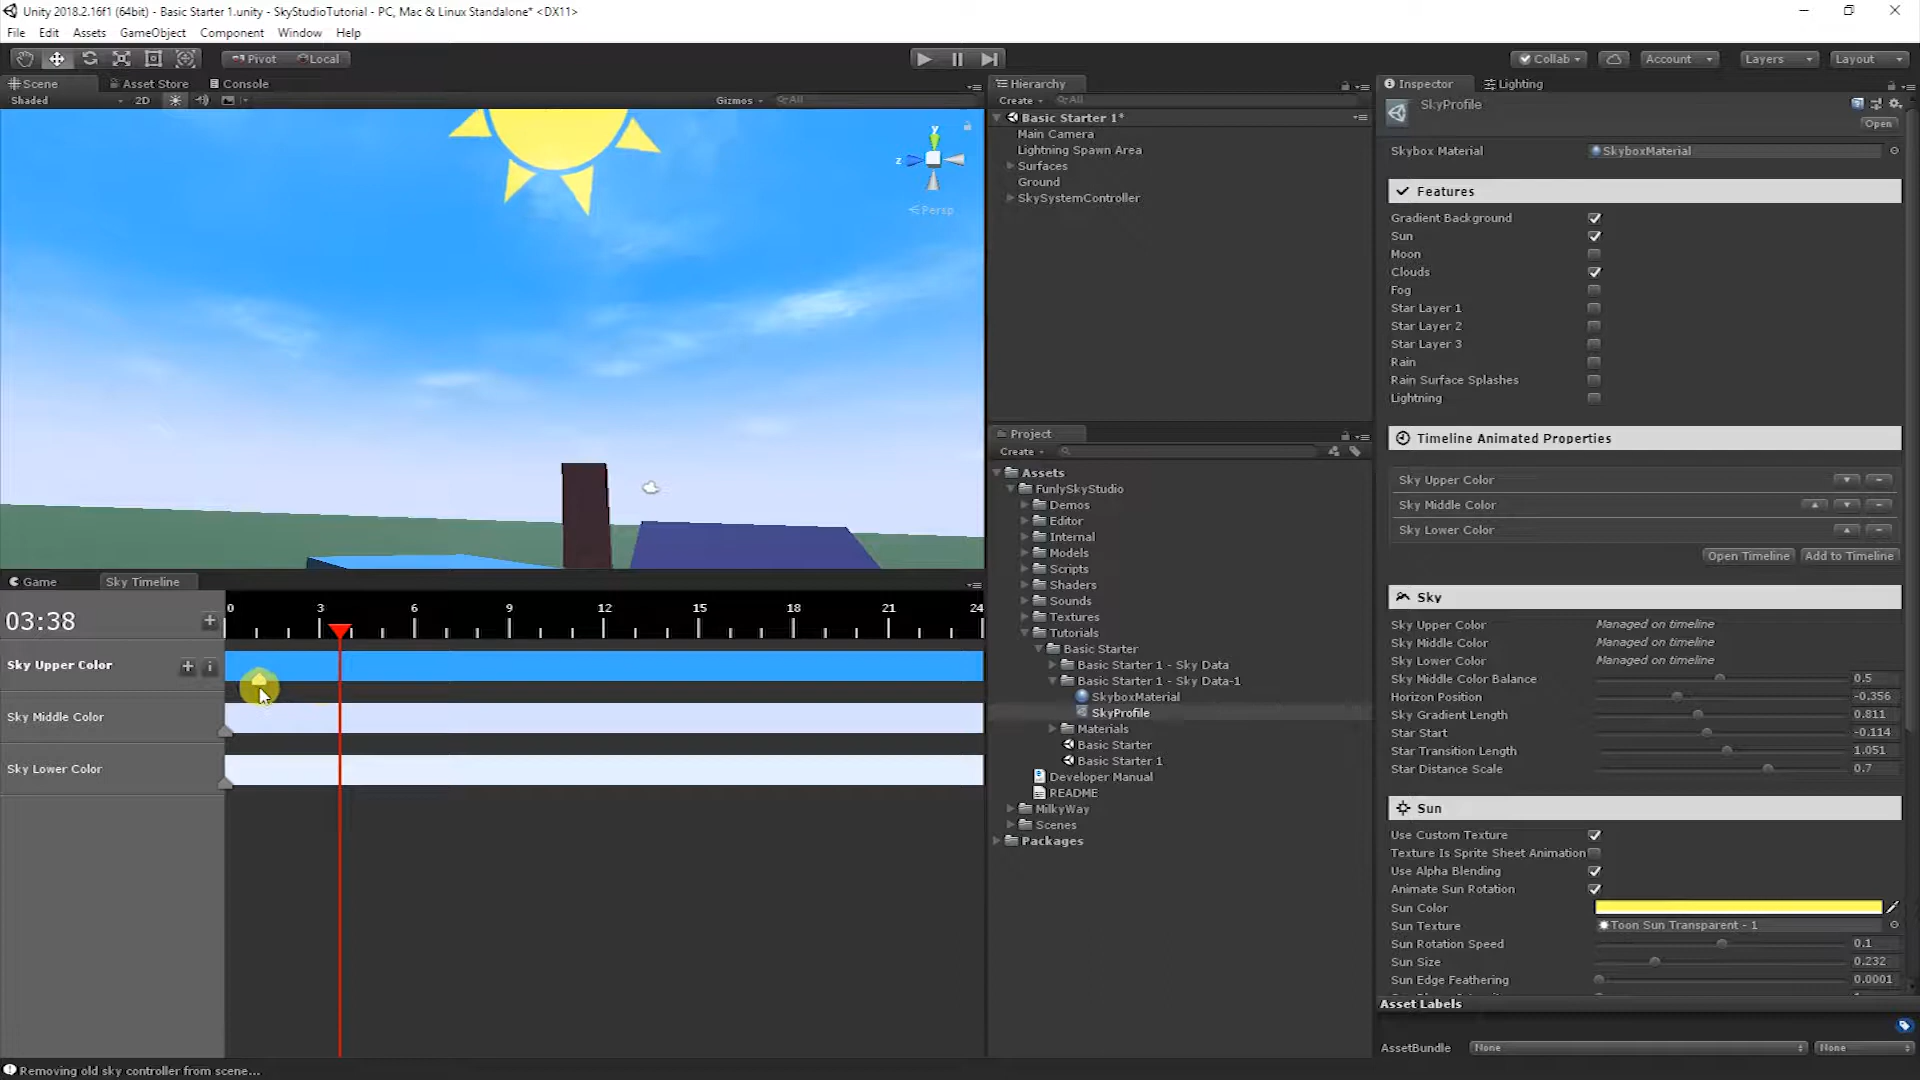 Unity 2018.2.16f1 (64bit) - Basic Starter 1.unity - SkyStudioTutorial - PC, Mac & Linux Standalone* <DX11>
File Edit Assets GameObject Component Window Help
Pivot Local Collab Account Layers Layout
Scene Asset Store Console
Shaded 2D Gizmos All
y
z
Persp
Hierarchy
Create All
Basic Starter 1*
Main Camera
Lightning Spawn Area
Surfaces
Ground
SkySystemController
Project
Create
Assets
FunlySkyStudio
Demos
Editor
Internal
Models
Scripts
Shaders
Sounds
Textures
Tutorials
Basic Starter
Basic Starter 1 - Sky Data
Basic Starter 1 - Sky Data-1
SkyboxMaterial
SkyProfile
Materials
Basic Starter
Basic Starter 1
Developer Manual
README
MilkyWay
Scenes
Packages
Game Sky Timeline
03:38
0 3 6 9 12 15 18 21 24
Sky Upper Color
Sky Middle Color
Sky Lower Color
Inspector Lighting
SkyProfile
Open
Skybox Material SkyboxMaterial
Features
Gradient Background
Sun
Moon
Clouds
Fog
Star Layer 1
Star Layer 2
Star Layer 3
Rain
Rain Surface Splashes
Lightning
Timeline Animated Properties
Sky Upper Color
Sky Middle Color
Sky Lower Color
Open Timeline Add to Timeline
Sky
Sky Upper Color Managed on timeline
Sky Middle Color Managed on timeline
Sky Lower Color Managed on timeline
Sky Middle Color Balance 0.5
Horizon Position -0.356
Sky Gradient Length 0.811
Star Start -0.114
Star Transition Length 1.051
Star Distance Scale 0.7
Sun
Use Custom Texture
Texture Is Sprite Sheet Animation
Use Alpha Blending
Animate Sun Rotation
Sun Color
Sun Texture Toon Sun Transparent - 1
Sun Rotation Speed 0.1
Sun Size 0.232
Sun Edge Feathering 0.0001
Asset Labels
AssetBundle None None
Removing old sky controller from scene...